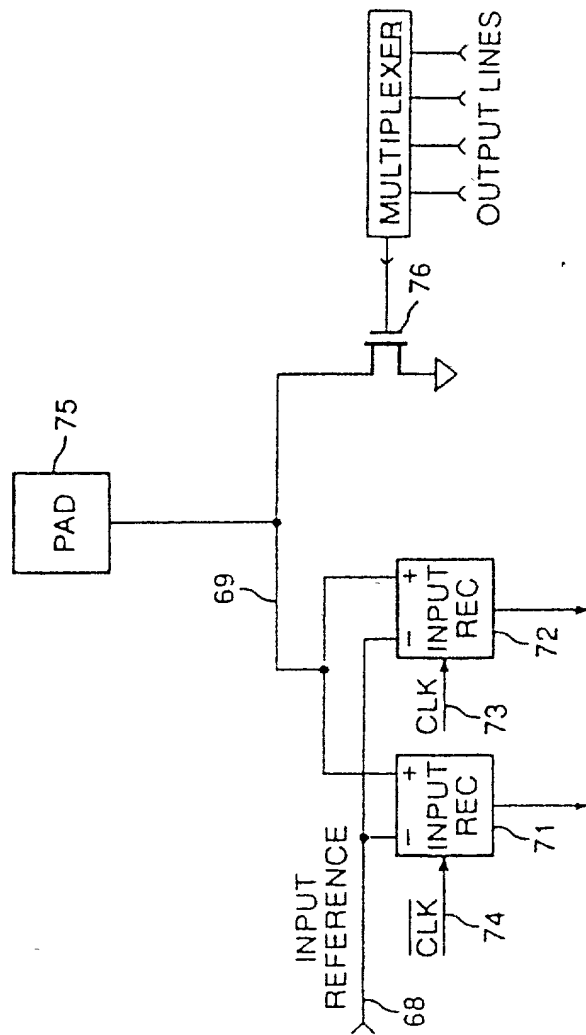 PAD
75
69
INPUT
REFERENCE
68
CLK
74
–
+
INPUT
REC
71
CLK
73
–
+
INPUT
REC
72
76
MULTIPLEXER
OUTPUT LINES